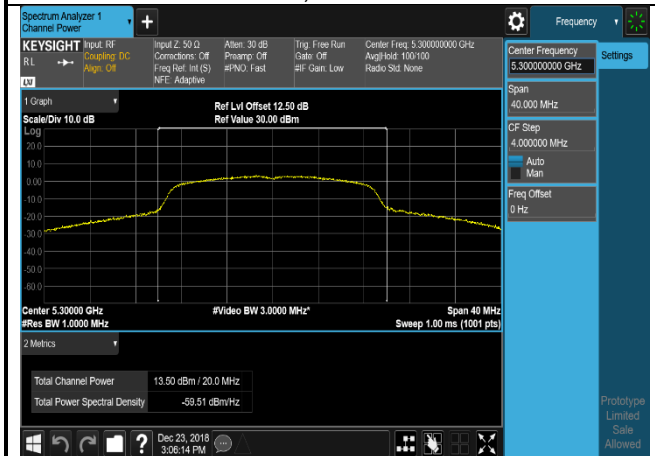 Spectrum Analyzer 1
Channel Power
+
Frequency
KEYSIGHT
Input: RF
Coupling: DC
Align: Off
Input Z: 50 Ω
Corrections: Off
Freq Ref: Int (S)
NFE: Adaptive
Atten: 30 dB
Preamp: Off
#PNO: Fast
Trig: Free Run
Gate: Off
#IF Gain: Low
Center Freq: 5.300000000 GHz
Avg|Hold: 100/100
Radio Std: None
RL
LXI
Center Frequency
5.300000000 GHz
Settings
Span
40.000 MHz
CF Step
4.000000 MHz
Auto
Man
Freq Offset
0 Hz
1 Graph
Scale/Div 10.0 dB
Ref Lvl Offset 12.50 dB
Ref Value 30.00 dBm
Log
20.0
10.0
0.00
-10.0
-20.0
-30.0
-40.0
-50.0
-60.0
Center 5.30000 GHz
#Res BW 1.0000 MHz
#Video BW 3.0000 MHz*
Span 40 MHz
Sweep 1.00 ms (1001 pts)
2 Metrics
Total Channel Power 13.50 dBm / 20.0 MHz
Total Power Spectral Density -59.51 dBm/Hz
Prototype
Limited
Sale
Allowed
?
Dec 23, 2018
3:06:14 PM